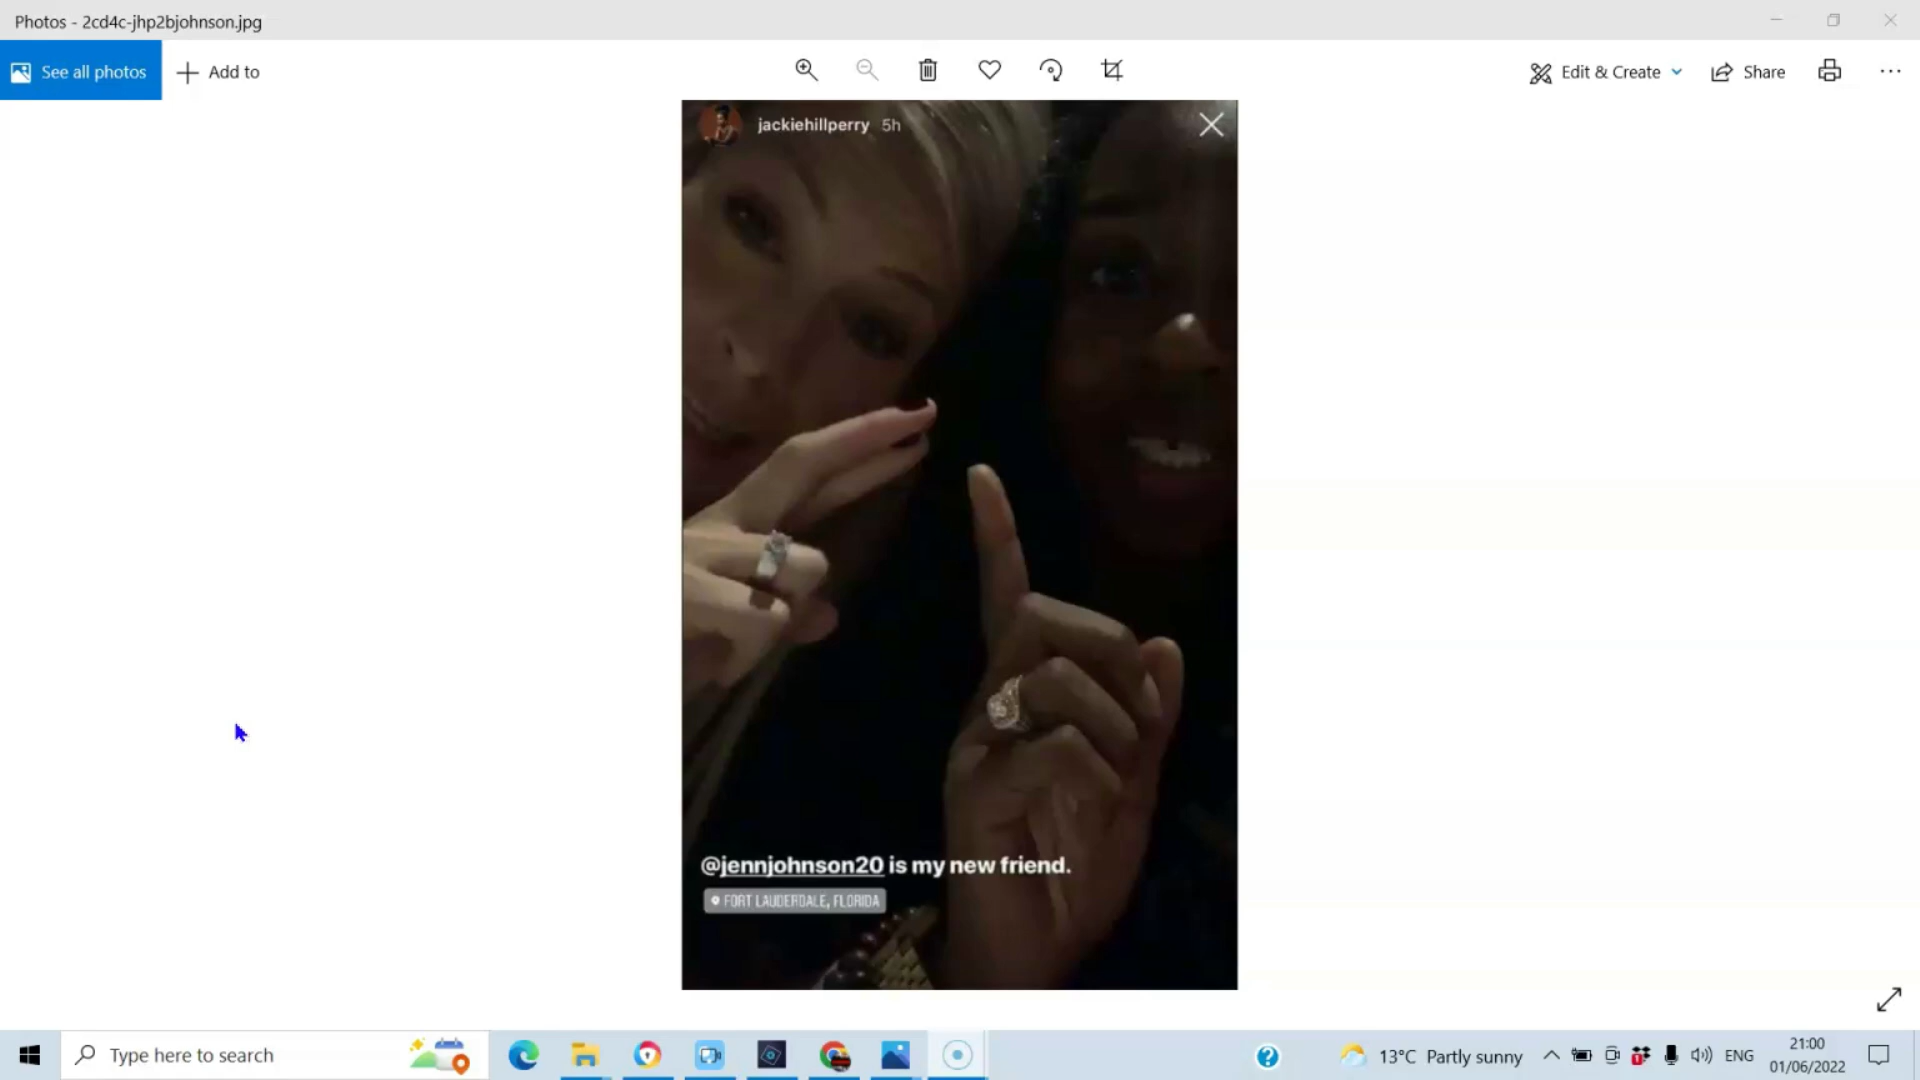 Photos - 2cd4c-jhp2bjohnson.jpg
See all photos
Add to
Edit & Create
Share
jackiehillperry 5h
@jennjohnson20 is my new friend.
FORT LAUDERDALE, FLORIDA
Type here to search
13°C Partly sunny
ENG
21:00
01/06/2022